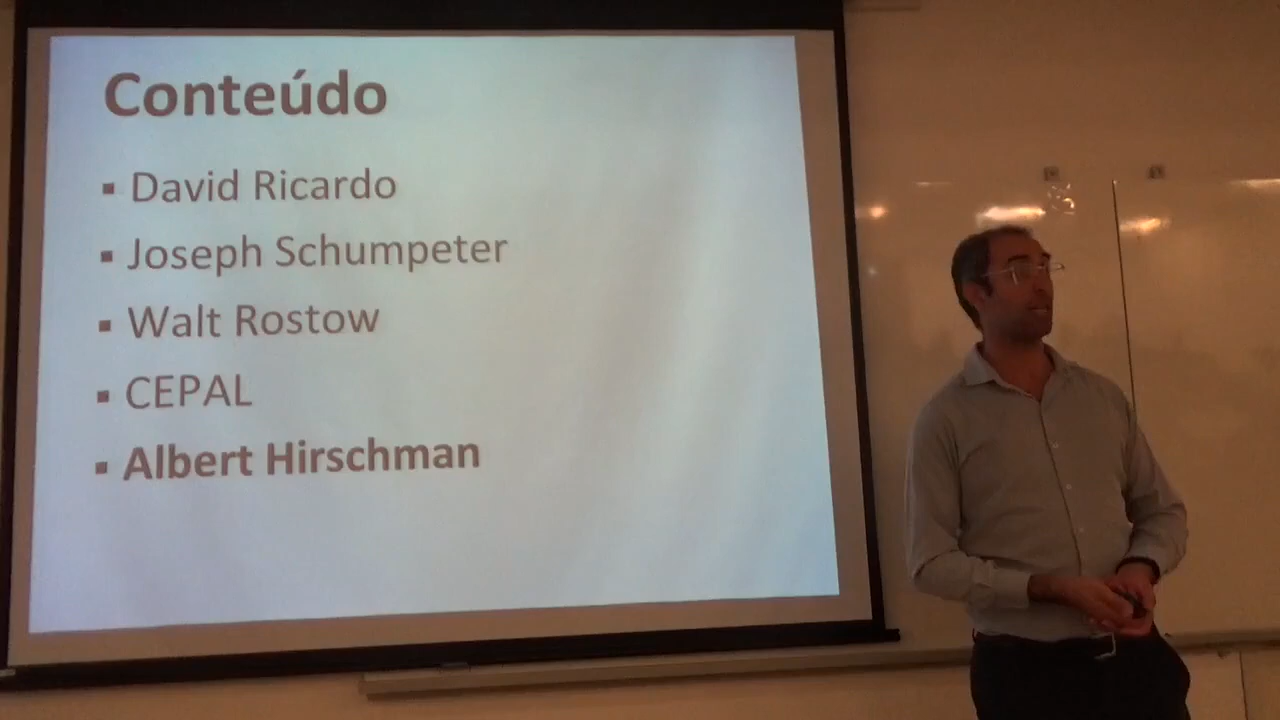 Conteúdo
▪ David Ricardo
▪ Joseph Schumpeter
▪ Walt Rostow
▪ CEPAL
▪ Albert Hirschman